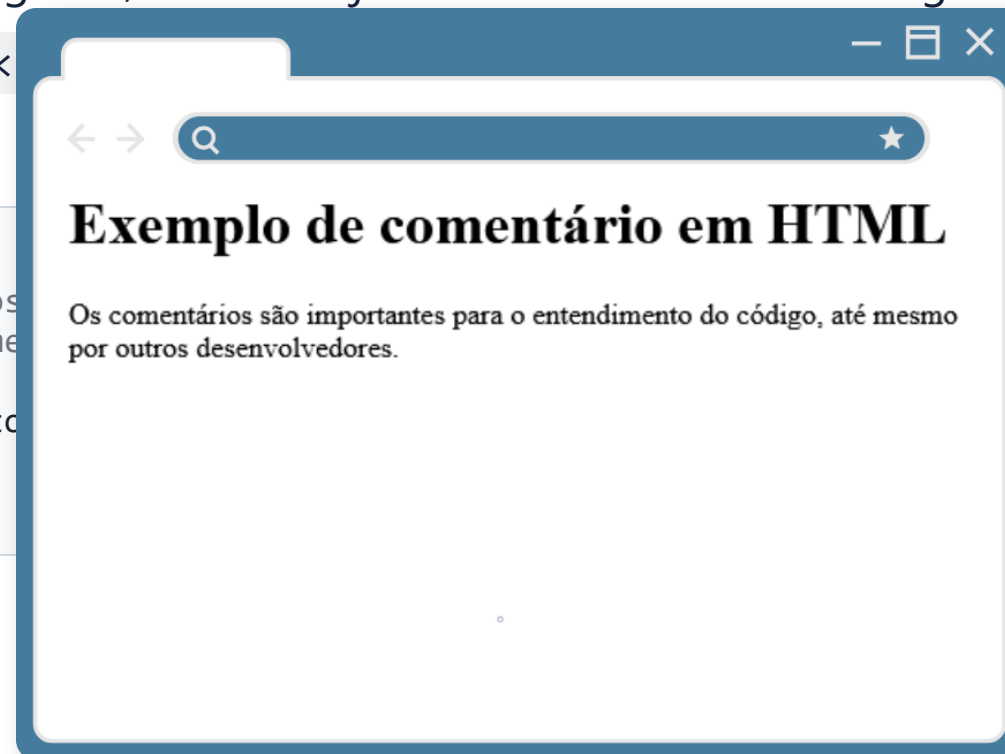 Exemplo de comentário em HTML
Os comentários são importantes para o entendimento do código, até mesmo
por outros desenvolvedores.